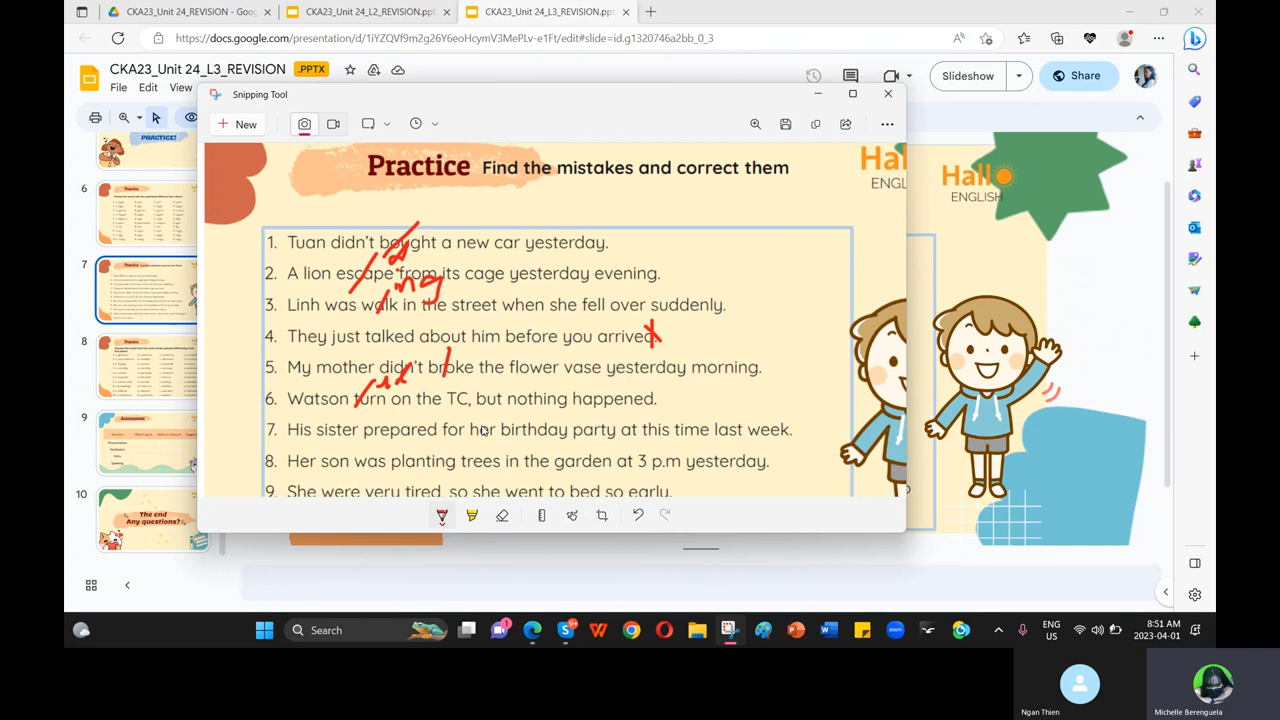 CKA23_Unit 24_REVISION - Goo
CKA23_Unit 24_L2_REVISION.ppt
CKA23_Unit 24_L3_REVISION.ppt
https://docs.google.com/presentation/d/1iYZQVf9m2g26Y6eoHcymV3MePLv-e1Ft/edit#slide=id.g1320746a2bb_0_3
CKA23_Unit 24_L3_REVISION .PPTX
File Edit View
Slideshow
Share
Snipping Tool
New
Practice Find the mistakes and correct them
Hal
ENGL
Hallo
ENGLISH
1. Tuan didn't bought a new car yesterday.
2. A lion escape from its cage yesterday evening.
ing
3. Linh was walk in the street when she fell over suddenly.
4. They just talked about him before you arrived.
5. My mother didn't broke the flower vase yesterday morning.
6. Watson turn on the TC, but nothing happened.
7. His sister prepared for her birthday party at this time last week.
8. Her son was planting trees in the garden at 3 p.m yesterday.
9. She were very tired, so she went to bed so early.
PRACTICE!
6
7
8
9
10
The end
Any questions?
Search
1
9+
zoom
ENG
US
8:51 AM
2023-04-01
Ngan Thien
Michelle Berenguela